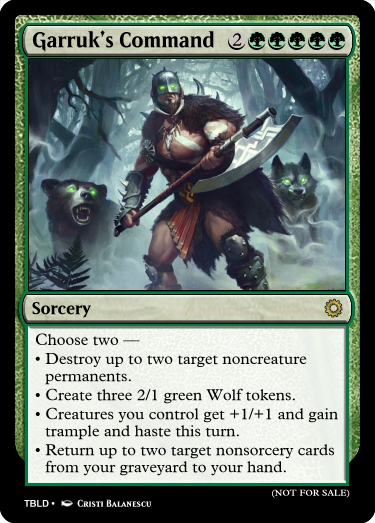 Garruk's Command 2
Sorcery
Choose two —
• Destroy up to two target noncreature
permanents.
• Create three 2/1 green Wolf tokens.
• Creatures you control get +1/+1 and gain
trample and haste this turn.
• Return up to two target nonsorcery cards
from your graveyard to your hand.
(NOT FOR SALE)
TBLD • Cristi Balanescu